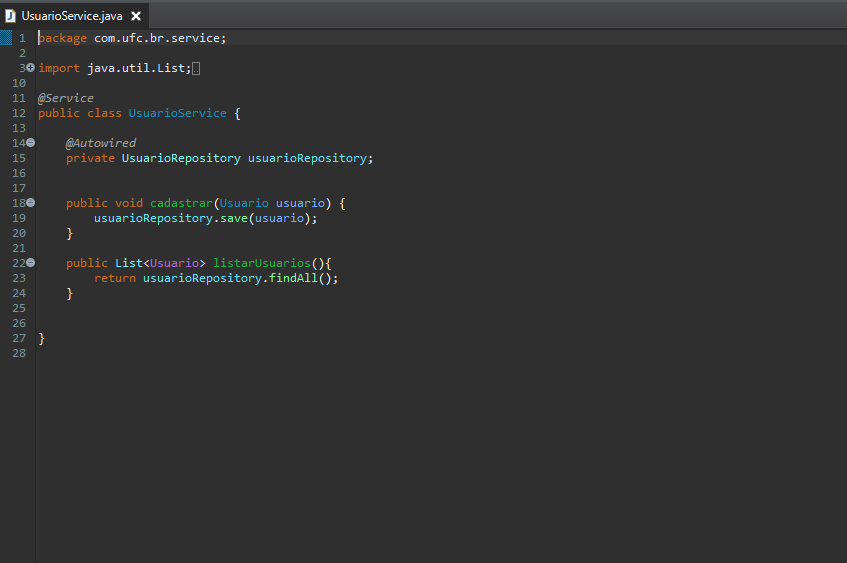 UsuarioService.java
1 package com.ufc.br.service;
2
3 import java.util.List;
10
11 @Service
12 public class UsuarioService {
13
14 @Autowired
15 private UsuarioRepository usuarioRepository;
16
17
18 public void cadastrar(Usuario usuario) {
19 usuarioRepository.save(usuario);
20 }
21
22 public List<Usuario> listarUsuarios(){
23 return usuarioRepository.findAll();
24 }
25
26
27 }
28